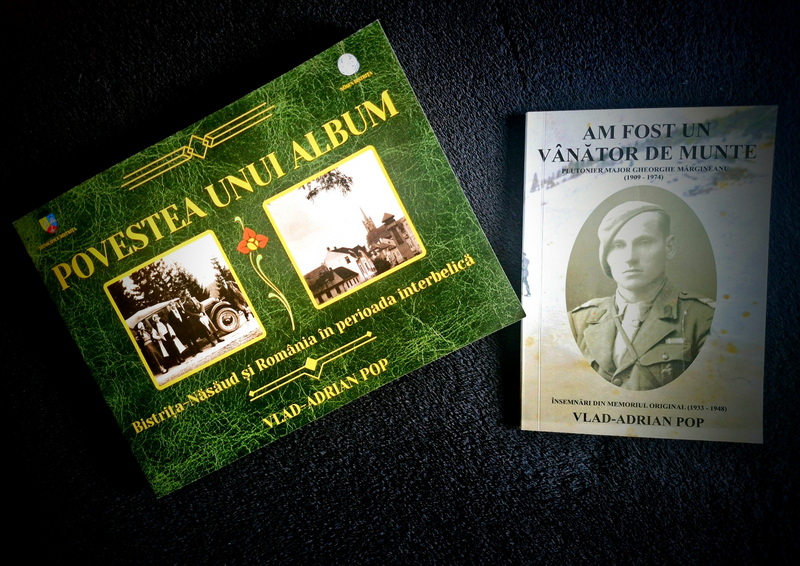 POVESTEA UNUI ALBUM
Bistrița-Năsăud și România în perioada interbelică
VLAD-ADRIAN POP
AM FOST UN
VÂNĂTOR DE MUNTE
PLUTONIER MAJOR GHEORGHE MĂRGINEANU
(1909 - 1974)
ÎNSEMNĂRI DIN MEMORIUL ORIGINAL (1933 - 1948)
VLAD-ADRIAN POP